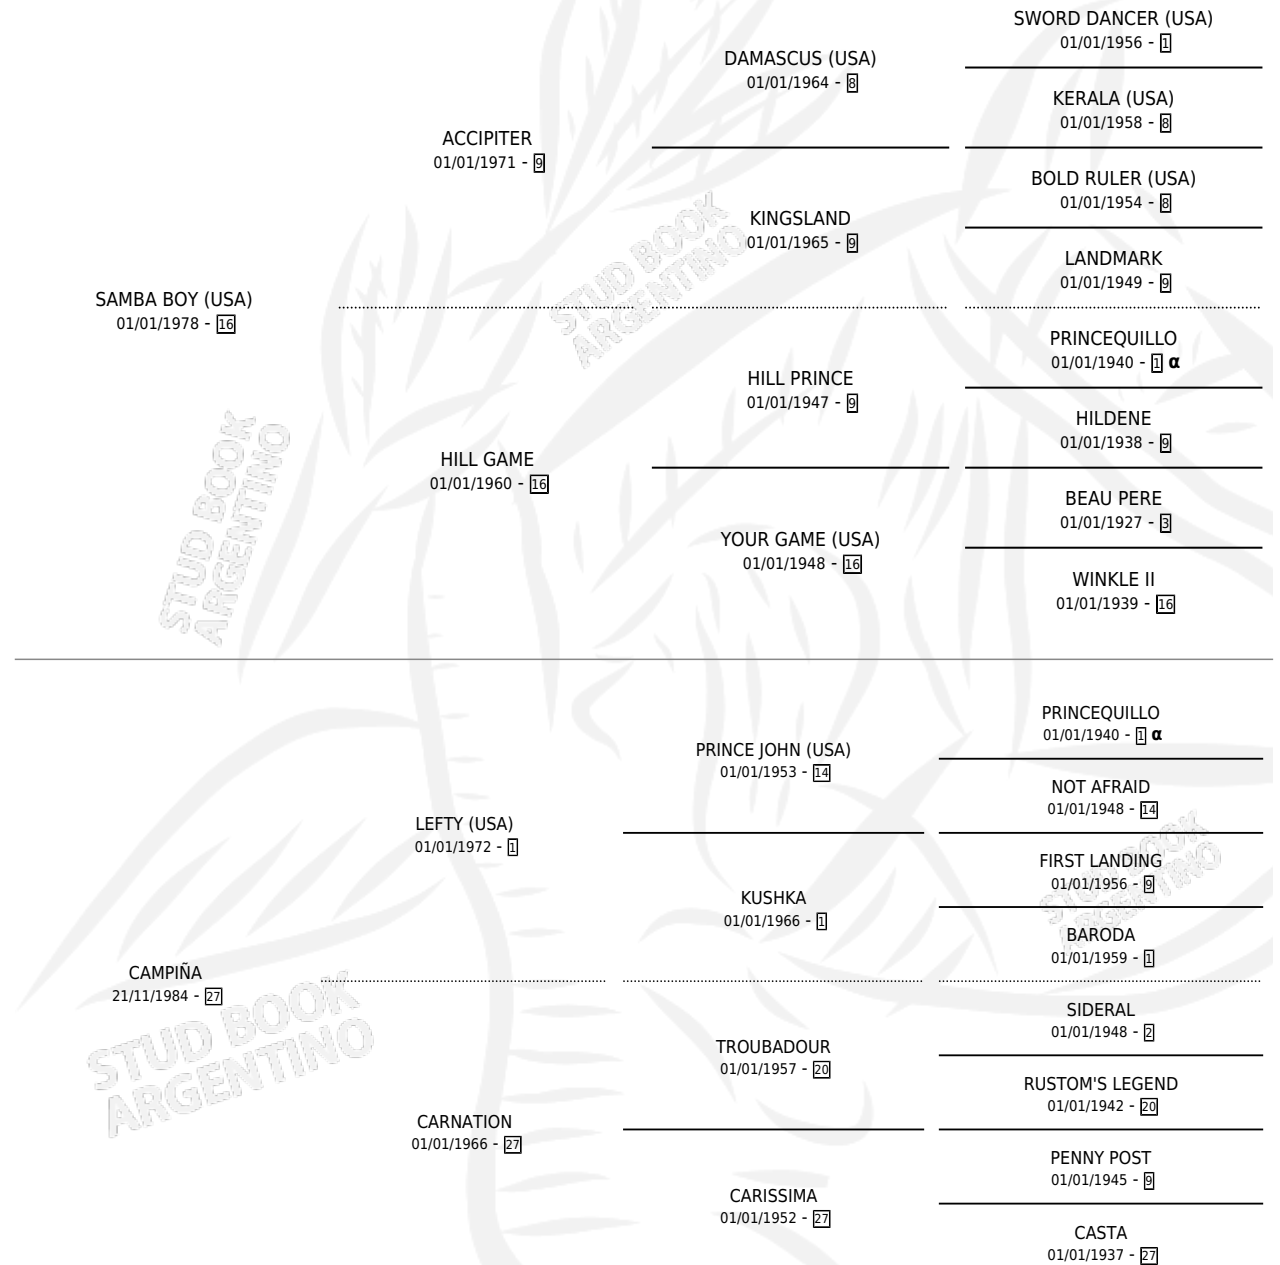 SWORD DANCER (USA)
01/01/1956 - 1
DAMASCUS (USA)
01/01/1964 - 8
KERALA (USA)
01/01/1958 - 8
ACCIPITER
01/01/1971 - 9
BOLD RULER (USA)
01/01/1954 - 8
KINGSLAND
01/01/1965 - 9
LANDMARK
01/01/1949 - 9
STUD BOOK
ARGENTINO
SAMBA BOY (USA)
01/01/1978 - 16
PRINCEQUILLO
01/01/1940 - 1 α
HILL PRINCE
01/01/1947 - 9
HILDENE
01/01/1938 - 9
HILL GAME
01/01/1960 - 16
BEAU PERE
01/01/1927 - 3
YOUR GAME (USA)
01/01/1948 - 16
WINKLE II
01/01/1939 - 16
STUD BOOK
ARGENTINO
PRINCEQUILLO
01/01/1940 - 1 α
PRINCE JOHN (USA)
01/01/1953 - 14
NOT AFRAID
01/01/1948 - 14
LEFTY (USA)
01/01/1972 - 1
FIRST LANDING
01/01/1956 - 9
KUSHKA
01/01/1966 - 1
BARODA
01/01/1959 - 1
STUD BOOK
ARGENTINO
CAMPIÑA
21/11/1984 - 27
SIDERAL
01/01/1948 - 2
TROUBADOUR
01/01/1957 - 20
RUSTOM'S LEGEND
01/01/1942 - 20
CARNATION
01/01/1966 - 27
PENNY POST
01/01/1945 - 9
CARISSIMA
01/01/1952 - 27
CASTA
01/01/1937 - 27
STUD BOOK
ARGENTINO